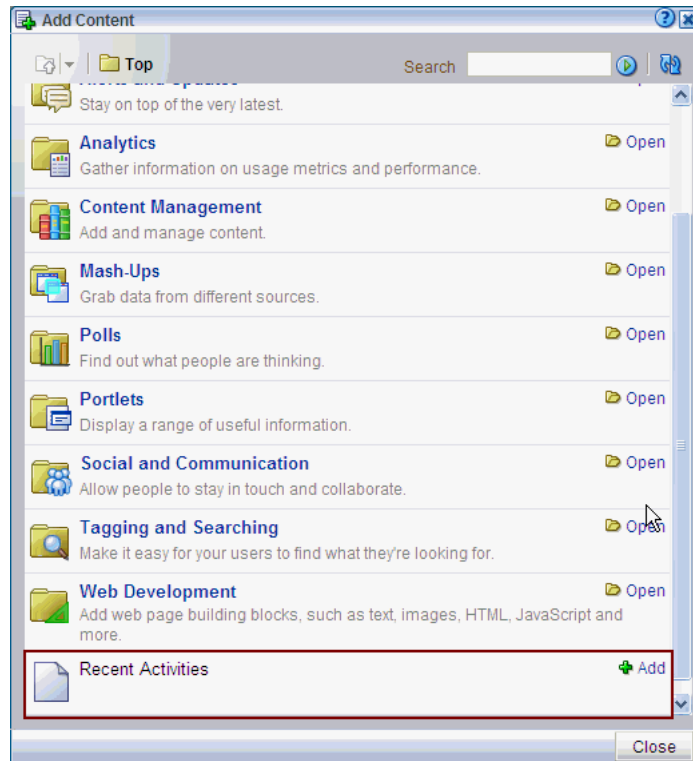 Add Content
Top
Search
Alerts and Updates
Stay on top of the very latest.
Analytics
Open
Gather information on usage metrics and performance.
Content Management
Open
Add and manage content.
Mash-Ups
Open
Grab data from different sources.
Polls
Open
Find out what people are thinking.
Portlets
Open
Display a range of useful information.
Social and Communication
Open
Allow people to stay in touch and collaborate.
Tagging and Searching
Open
Make it easy for your users to find what they're looking for.
Web Development
Open
Add web page building blocks, such as text, images, HTML, JavaScript and
more.
Recent Activities
Add
Close